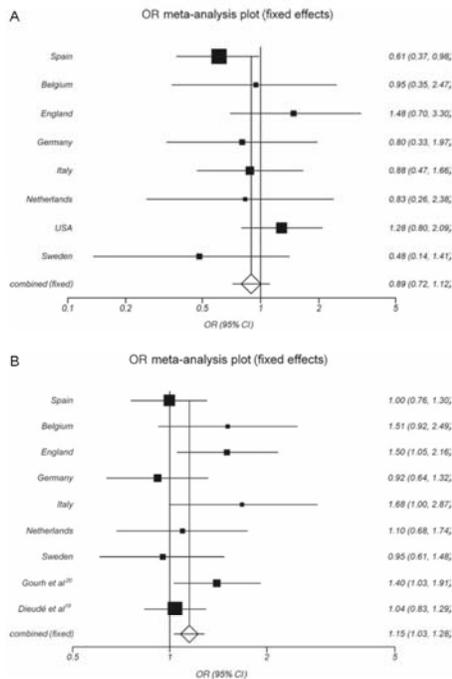 A
OR meta-analysis plot (fixed effects)
Spain 0.61 (0.37, 0.98)
Belgium 0.95 (0.35, 2.47)
England 1.48 (0.70, 3.30)
Germany 0.80 (0.33, 1.97)
Italy 0.88 (0.47, 1.66)
Netherlands 0.83 (0.26, 2.38)
USA 1.28 (0.80, 2.09)
Sweden 0.48 (0.14, 1.41)
combined (fixed) 0.89 (0.72, 1.12)
0.1 0.2 0.5 1 2 5
OR (95% CI)
B
OR meta-analysis plot (fixed effects)
Spain 1.00 (0.76, 1.30)
Belgium 1.51 (0.92, 2.49)
England 1.50 (1.05, 2.16)
Germany 0.92 (0.64, 1.32)
Italy 1.68 (1.00, 2.87)
Netherlands 1.10 (0.68, 1.74)
Sweden 0.95 (0.61, 1.48)
Gourh et al²⁰ 1.40 (1.03, 1.91)
Dieudé et al¹⁹ 1.04 (0.83, 1.29)
combined (fixed) 1.15 (1.03, 1.28)
0.5 1 2 5
OR (95% CI)